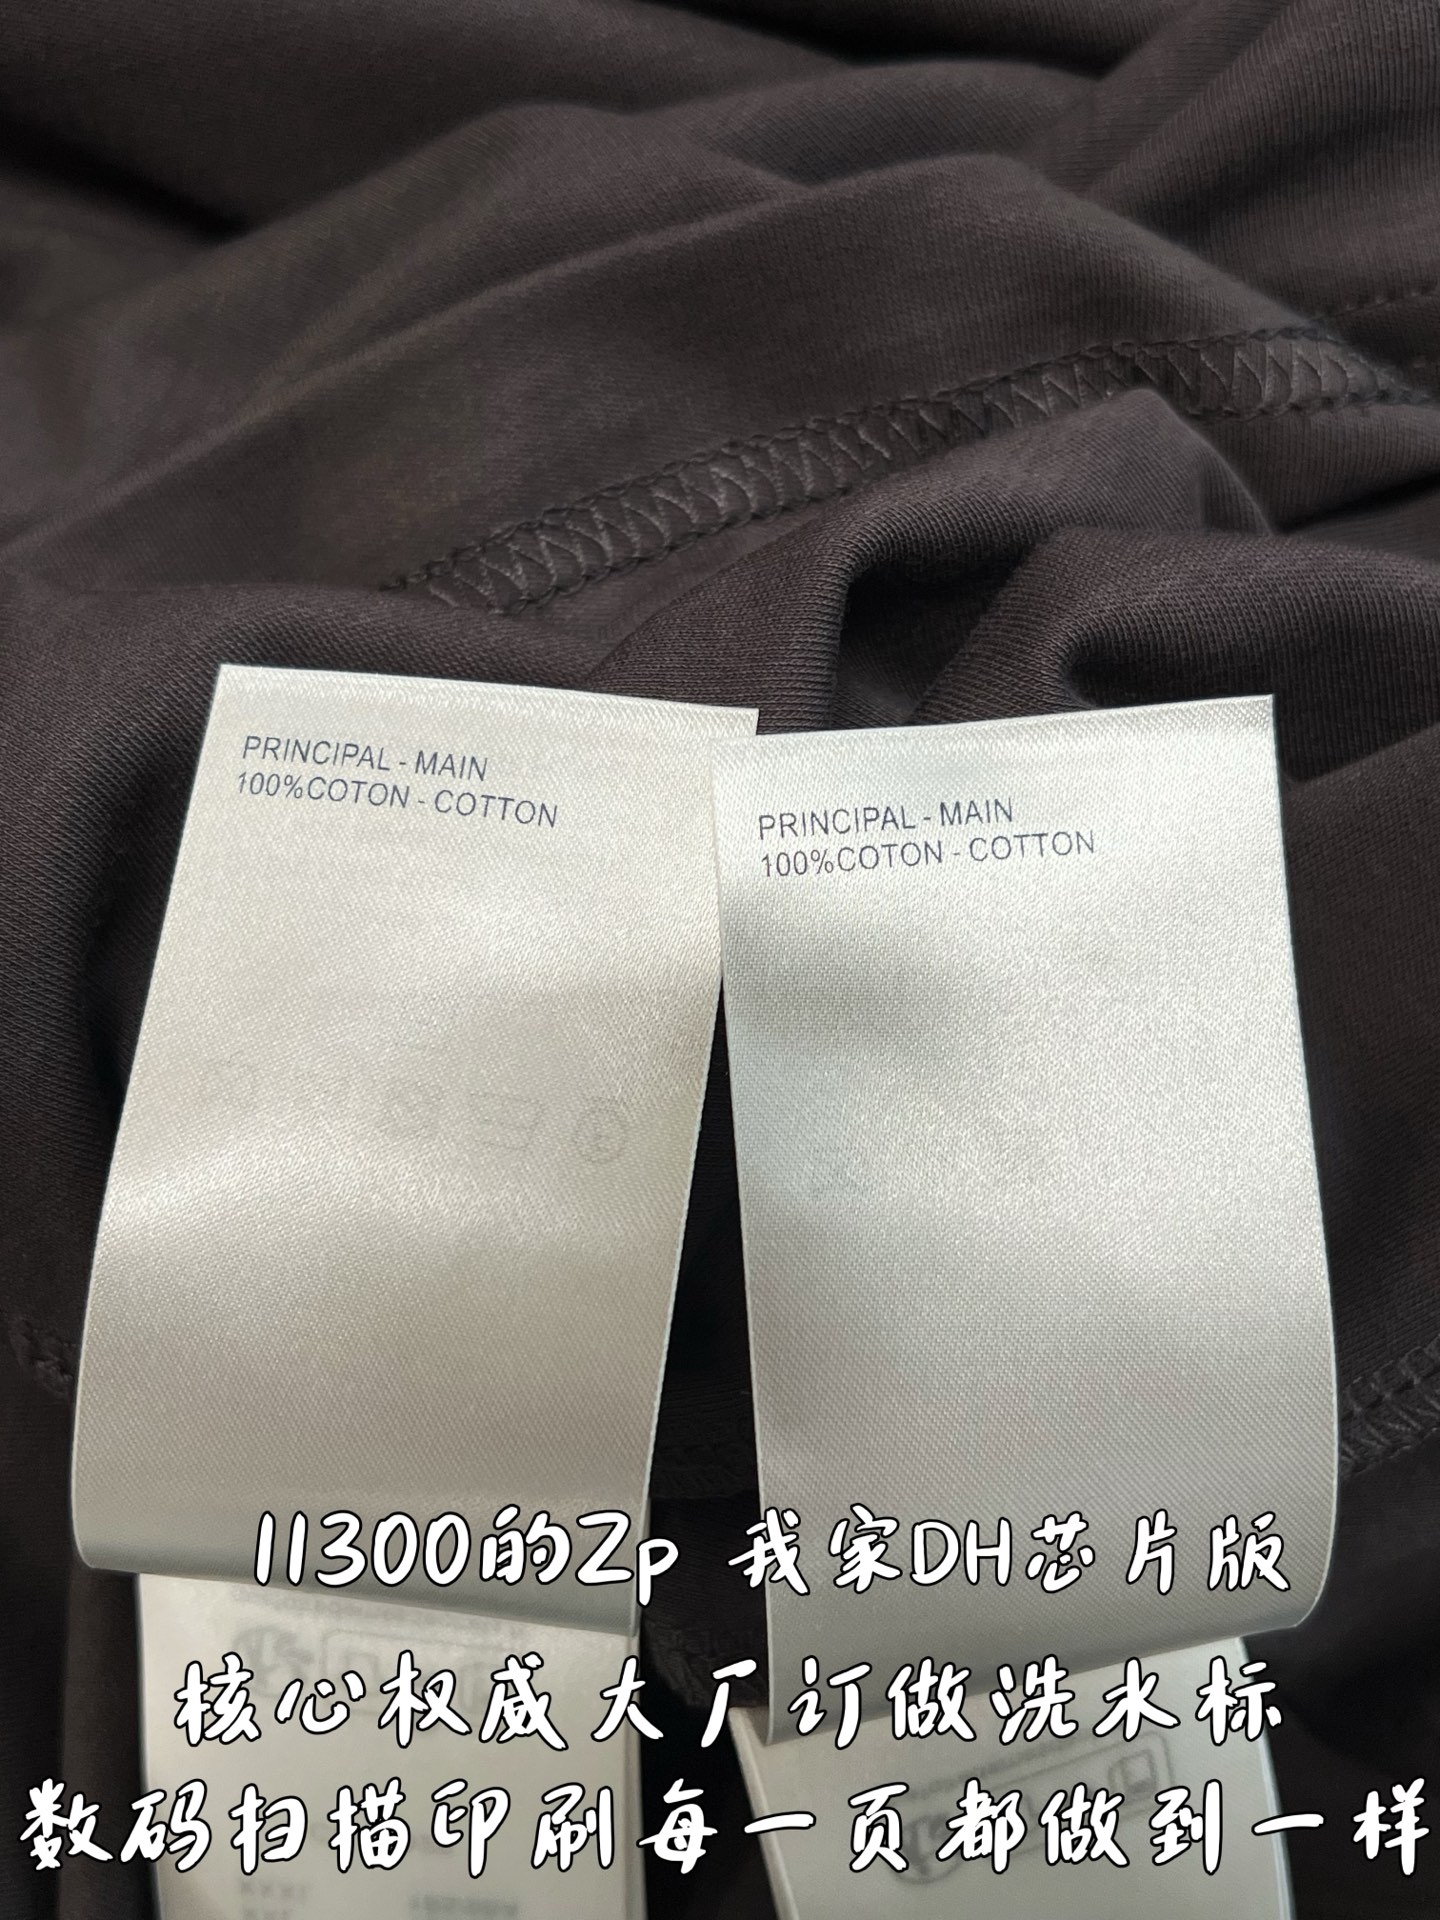 PRINCIPAL - MAIN
100%COTON - COTTON
PRINCIPAL - MAIN
100%COTON - COTTON
11300的Zp 我家DH芯片版
核心权威大厂订做洗水标
数码扫描印刷每一页都做到一样